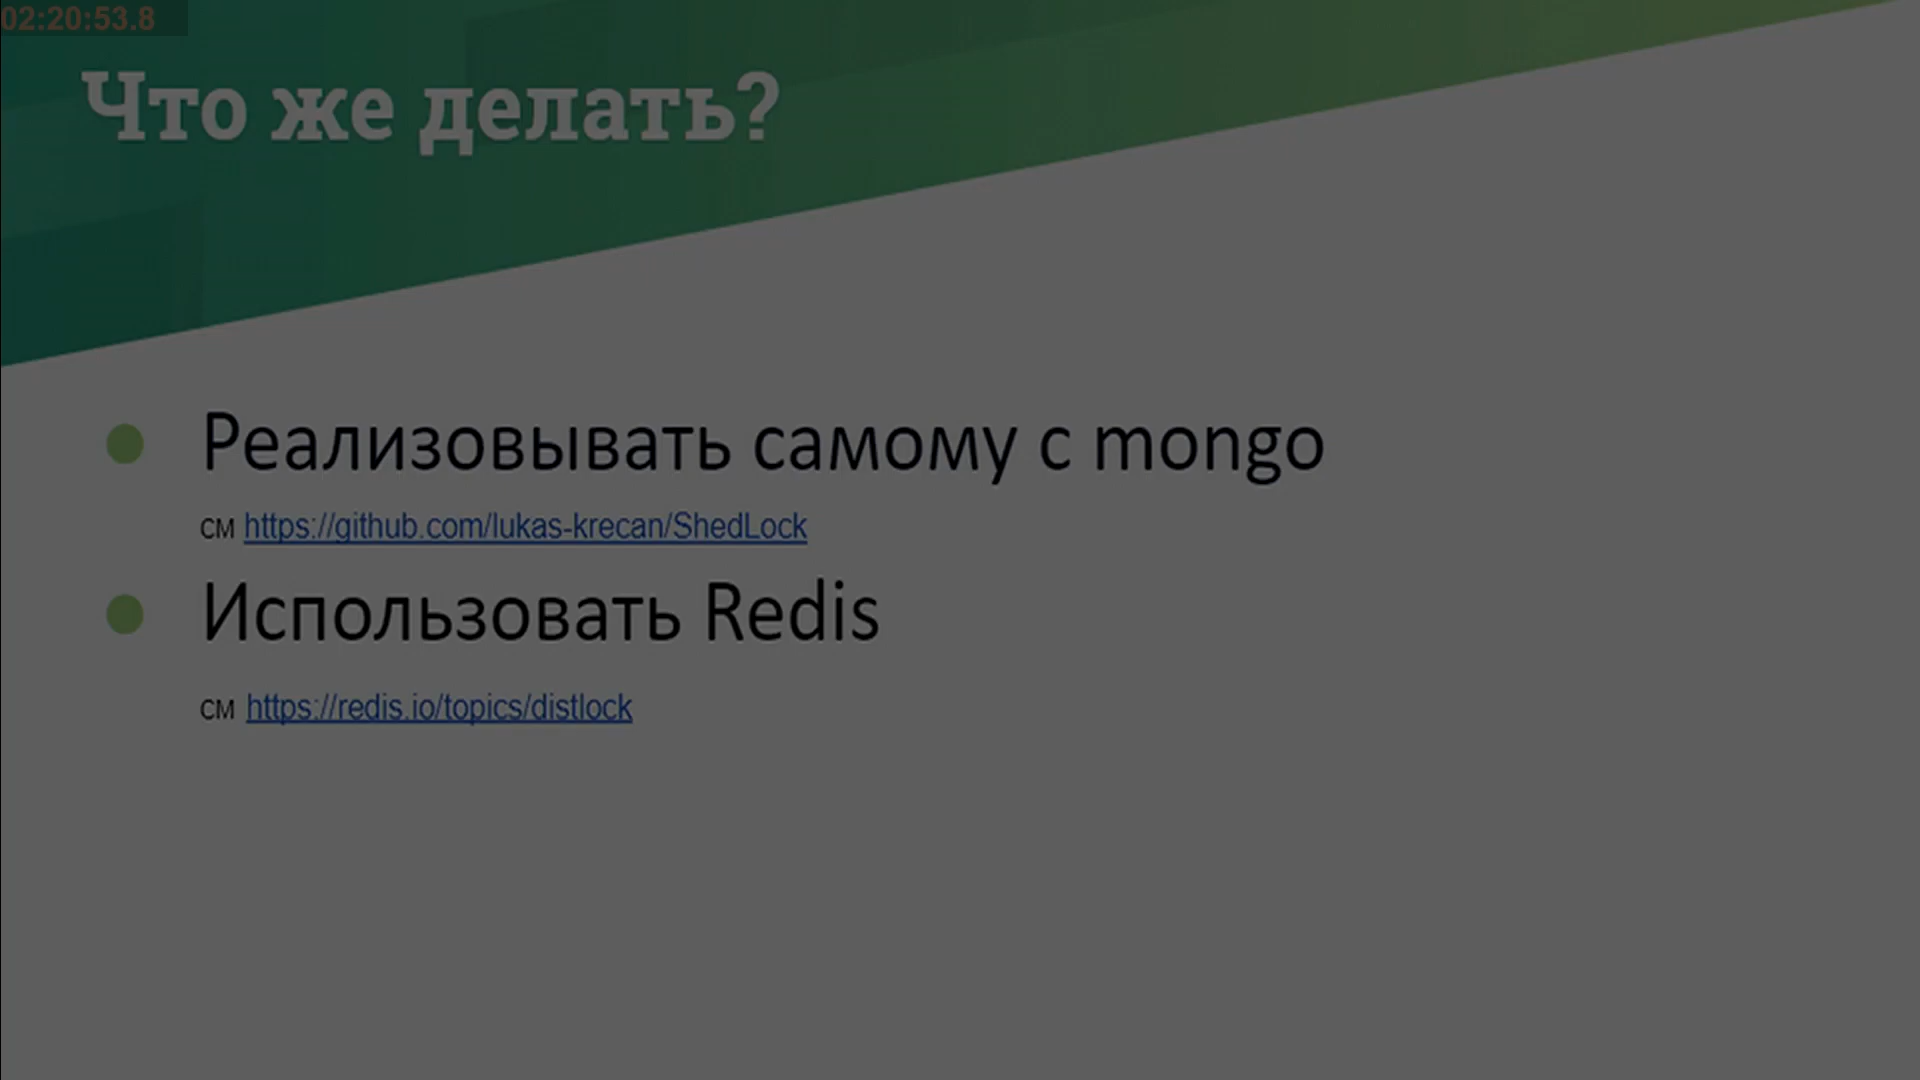 02:20:53.8
Что же делать?
Реализовывать самому с mongo
см https://github.com/lukas-krecan/ShedLock
Использовать Redis
см https://redis.io/topics/distlock